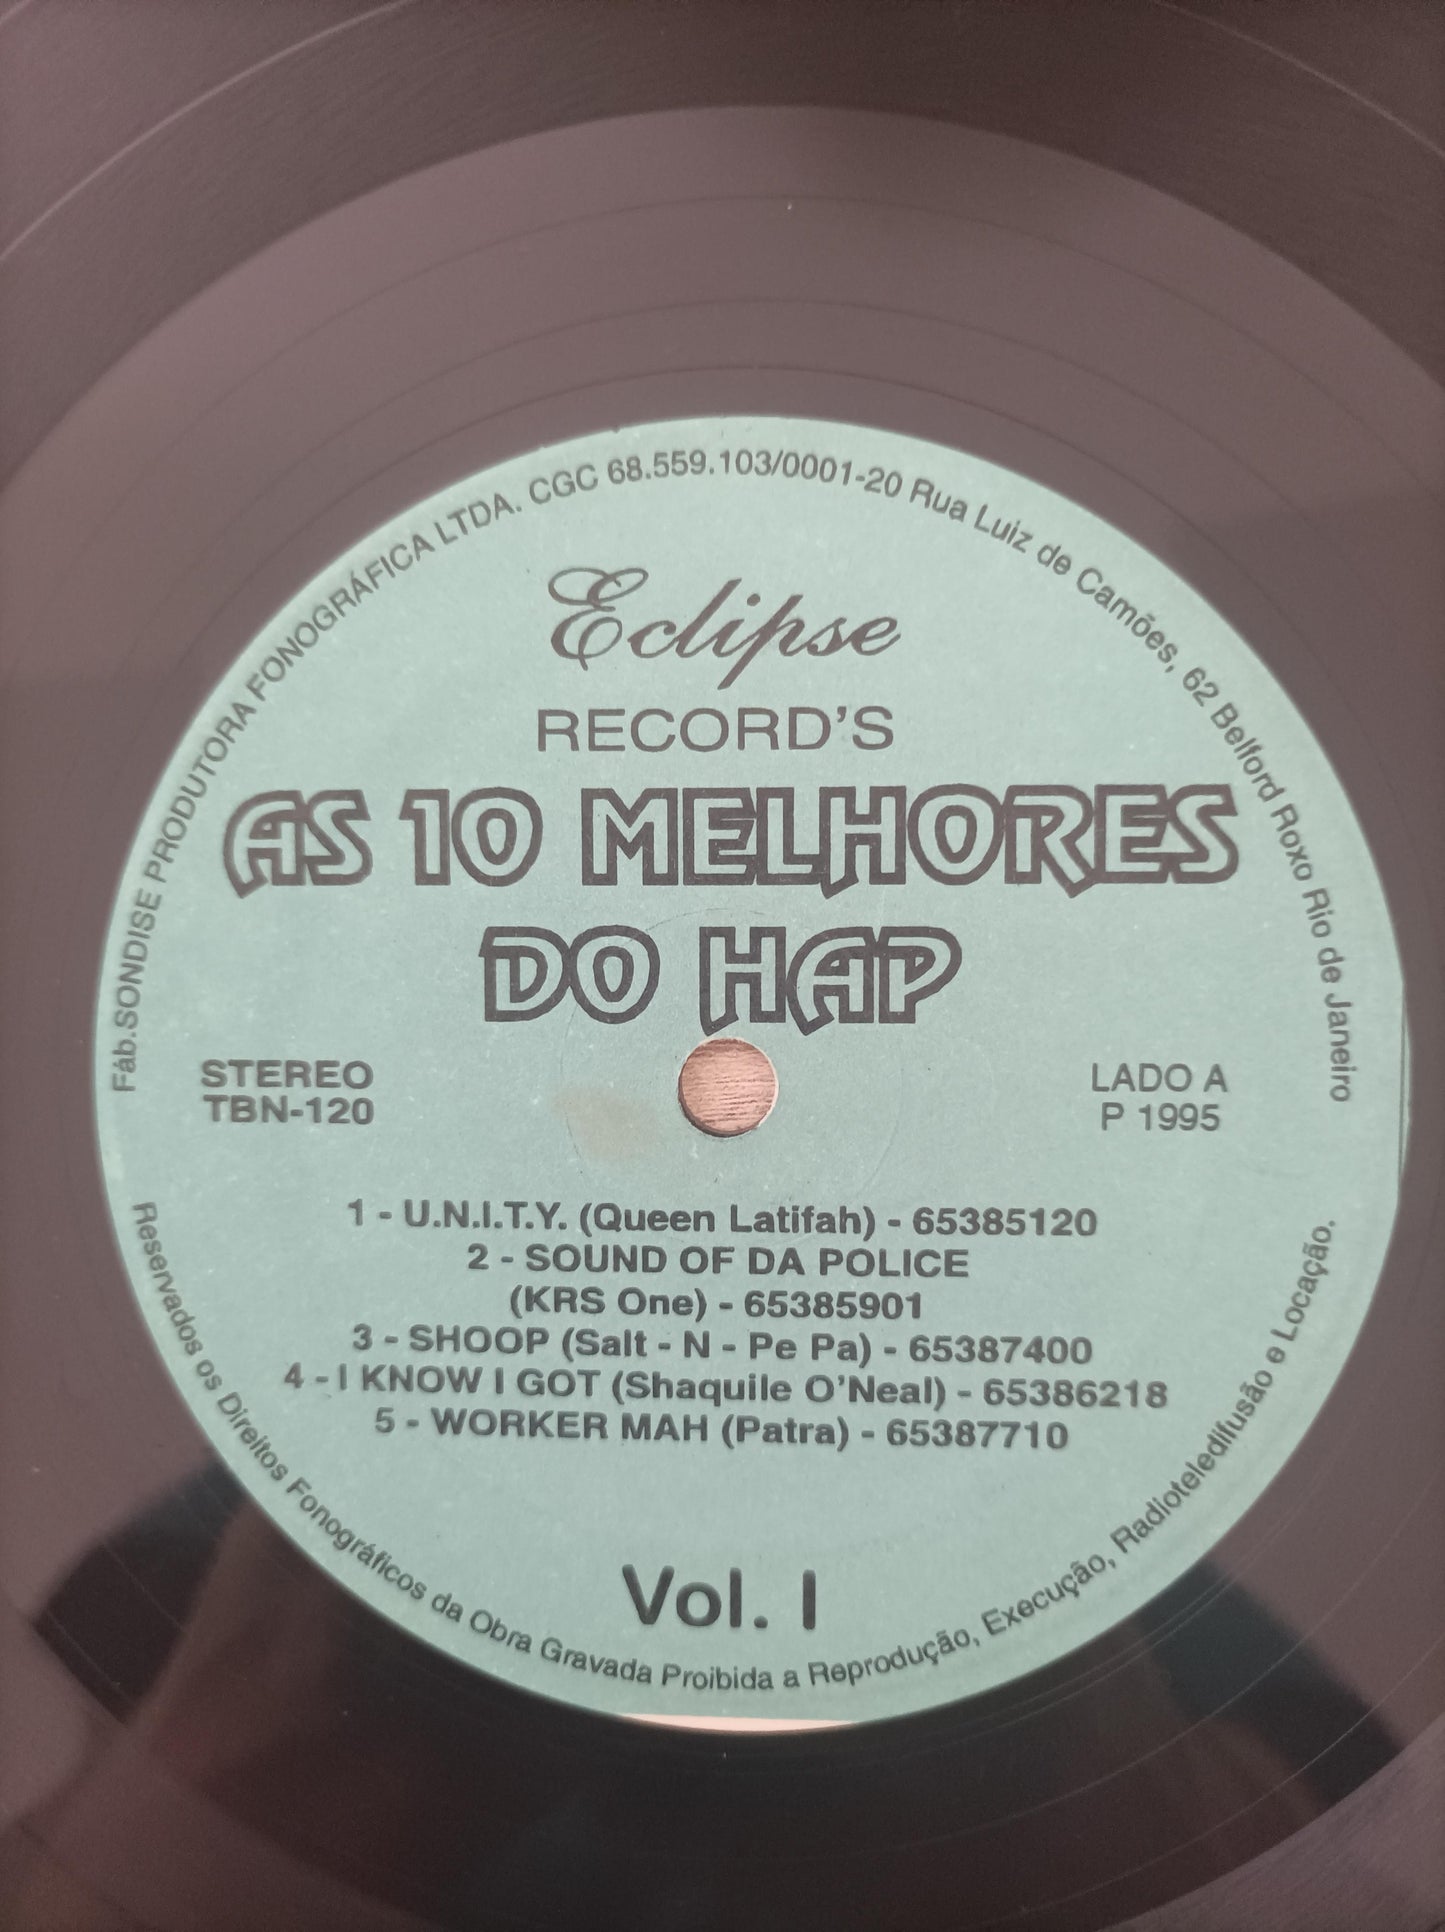 Fáb.SONDISE PRODUTORA FONOGRÁFICA LTDA. CGC 68.559.103/0001-20 Rua Luiz de Camões, 62 Belford Roxo Rio de Janeiro
Eclipse
RECORD'S
AS 10 MELHORES
DO HAP
STEREO
TBN-120
LADO A
P 1995
1 - U.N.I.T.Y. (Queen Latifah) - 65385120
2 - SOUND OF DA POLICE
(KRS One) - 65385901
3 - SHOOP (Salt - N - Pe Pa) - 65387400
4 - I KNOW I GOT (Shaquile O'Neal) - 65386218
5 - WORKER MAH (Patra) - 65387710
Vol. I
Reservados os Direitos Fonográficos da Obra Gravada Proibida a Reprodução, Execução, Radioteledifusão e Locação.